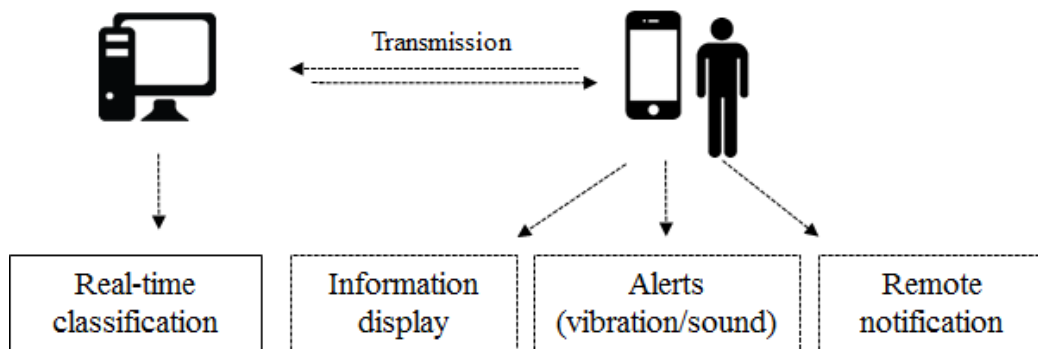 Transmission
Real-time
classification
Information
display
Alerts
(vibration/sound)
Remote
notification